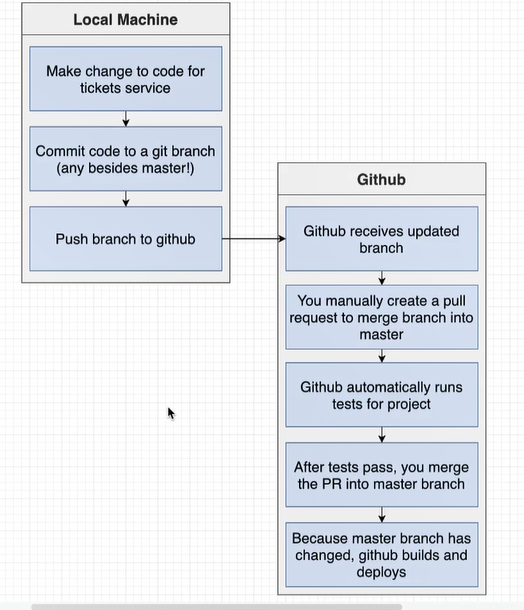 Local Machine
Make change to code for
tickets service
Commit code to a git branch
(any besides master!)
Push branch to github
Github
Github receives updated
branch
You manually create a pull
request to merge branch into
master
Github automatically runs
tests for project
After tests pass, you merge
the PR into master branch
Because master branch has
changed, github builds and
deploys